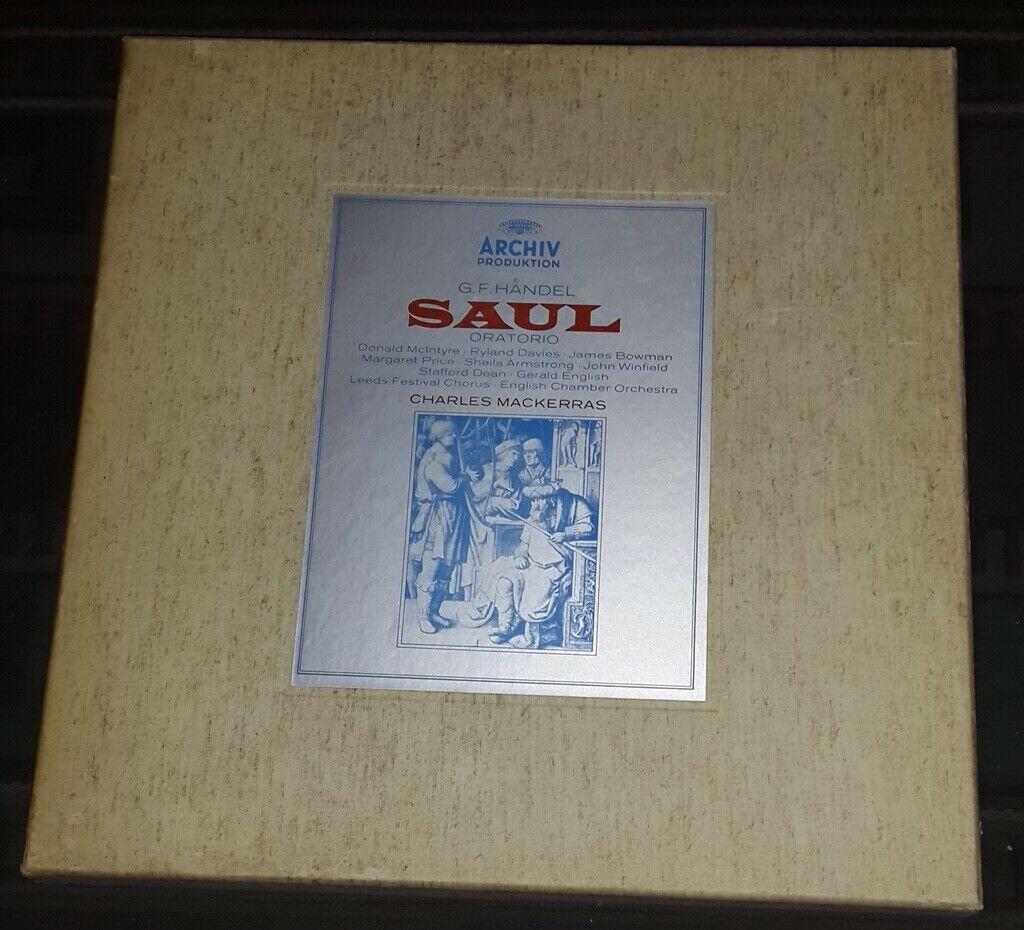 ARCHIV
PRODUKTION
G. F. HANDEL
SAUL
ORATORIO
Donald McIntyre · Ryland Davies · James Bowman
Margaret Price · Sheila Armstrong · John Winfield
Stafford Dean · Gerald English
Leeds Festival Chorus · English Chamber Orchestra
CHARLES MACKERRAS